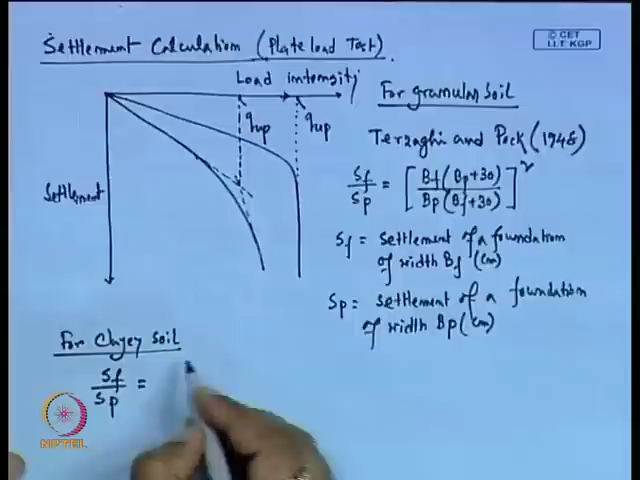 Settlement Calculation (Plate load Test).
© CET
I.I.T. KGP
Load intensity
qup
qup
Settlement
For granular Soil
Terzaghi and Peck (1948)
Sf/Sp = [Bf(Bp+30)/Bp(Bf+30)]²
Sf = Settlement of a foundation
of width Bf (cm)
Sp = Settlement of a foundation
of width Bp (cm)
For Clayey Soil
Sf/Sp =
NPTEL